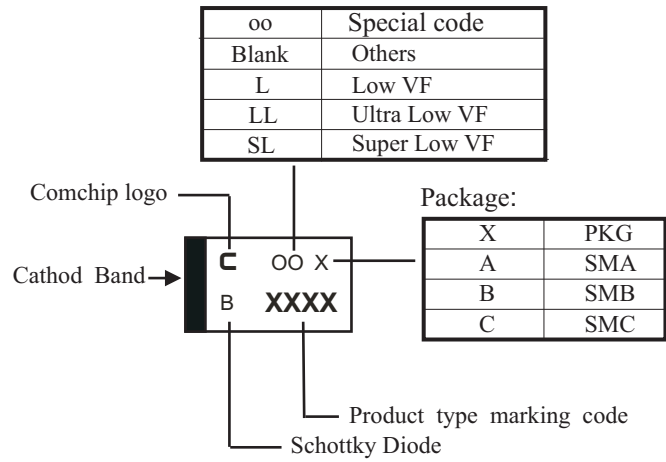 oo Special code
Blank Others
L Low VF
LL Ultra Low VF
SL Super Low VF
Comchip logo
Package:
X PKG
A SMA
B SMB
C SMC
Cathod Band
C OO X
B XXXX
Product type marking code
Schottky Diode